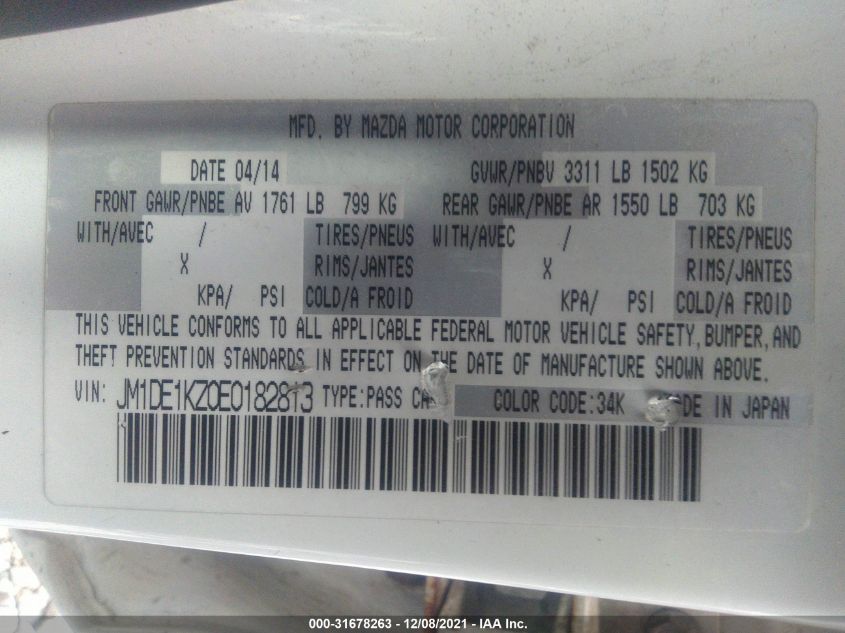 MFD. BY MAZDA MOTOR CORPORATION
DATE 04/14 GVWR/PNBV 3311 LB 1502 KG
FRONT GAWR/PNBE AV 1761 LB 799 KG REAR GAWR/PNBE AR 1550 LB 703 KG
WITH/AVEC / TIRES/PNEUS WITH/AVEC / TIRES/PNEUS
X RIMS/JANTES X RIMS/JANTES
KPA/ PSI COLD/A FROID KPA/ PSI COLD/A FROID
THIS VEHICLE CONFORMS TO ALL APPLICABLE FEDERAL MOTOR VEHICLE SAFETY, BUMPER, AND
THEFT PREVENTION STANDARDS IN EFFECT ON THE DATE OF MANUFACTURE SHOWN ABOVE.
VIN: JM1DE1KZ0E0182813 TYPE:PASS CA COLOR CODE:34K DE IN JAPAN
000-31678263 - 12/08/2021 - IAA Inc.